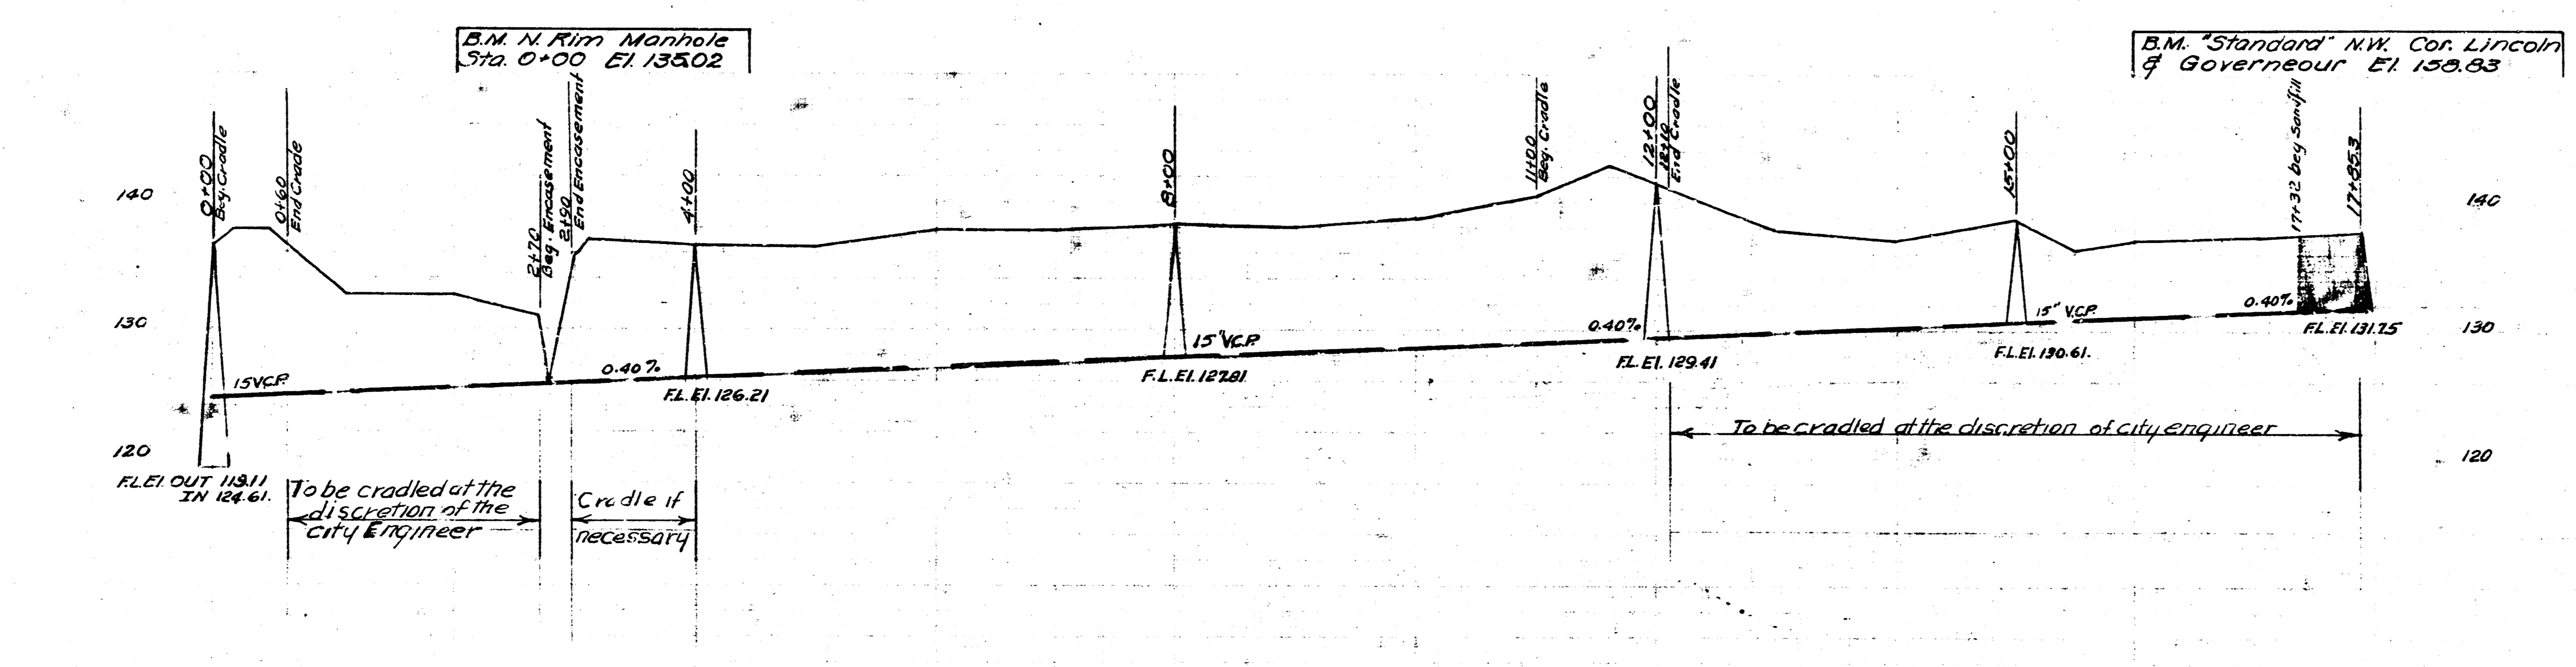 B.M. N. Rim Manhole
Sta. 0+00 El. 135.02
B.M. "Standard" N.W. Cor. Lincoln
& Governeour El. 158.83
0+00
Beg. Cradle
0+60
End Crade
2+70
Beg. Encasement
2+90
End Encasement
4+00
8+00
11+00
Beg. Cradle
12+00
12+10
End Cradle
15+00
17+32 beg Sandfill
17+85.3
140
140
130
130
120
120
15 V.C.P.
0.40%
15" V.C.P.
0.40%
15" V.C.P.
0.40%
F.L. El. OUT 119.11
IN 124.61.
F.L. El. 126.21
F.L. El. 127.81
F.L. El. 129.41
F.L. El. 130.61.
F.L. El. 131.75
To be cradled at the
discretion of the
city Engineer
Cradle if
necessary
To be cradled at the discretion of city engineer